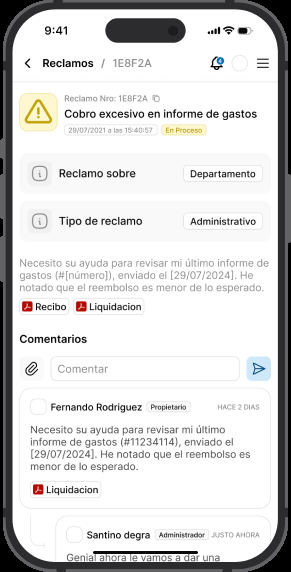 9:41
Reclamos / 1E8F2A
Reclamo Nro: 1E8F2A
Cobro excesivo en informe de gastos
29/07/2021 a las 15:40:57 En Proceso
Reclamo sobre Departamento
Tipo de reclamo Administrativo
Necesito su ayuda para revisar mi último informe de
gastos (#[número]), enviado el [29/07/2024]. He
notado que el reembolso es menor de lo esperado.
Recibo Liquidacion
Comentarios
Comentar
Fernando Rodriguez Propietario HACE 2 DIAS
Necesito su ayuda para revisar mi último
informe de gastos (#11234114), enviado el
[29/07/2024]. He notado que el reembolso es
menor de lo esperado.
Liquidacion
Santino degra Administrador JUSTO AHORA
Genial ahora le vamos a dar una